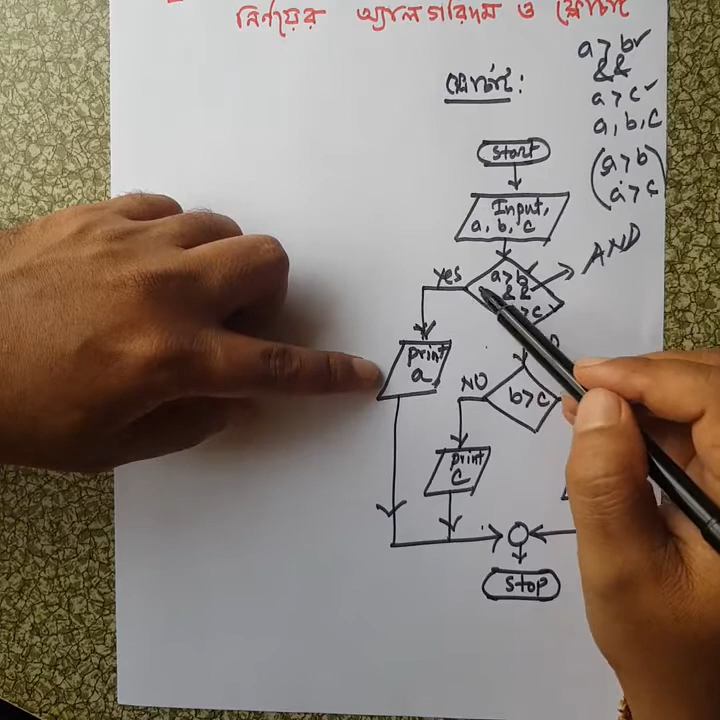 নির্ণয়ের অ্যালগরিদম ও
a > b ✓
&&
a > c ✓
a, b, c
(a > b)
a > c
start
Input,
a, b, c
AND
yes
a > b
&&
> c
print
a
NO
b > c
print
c
stop